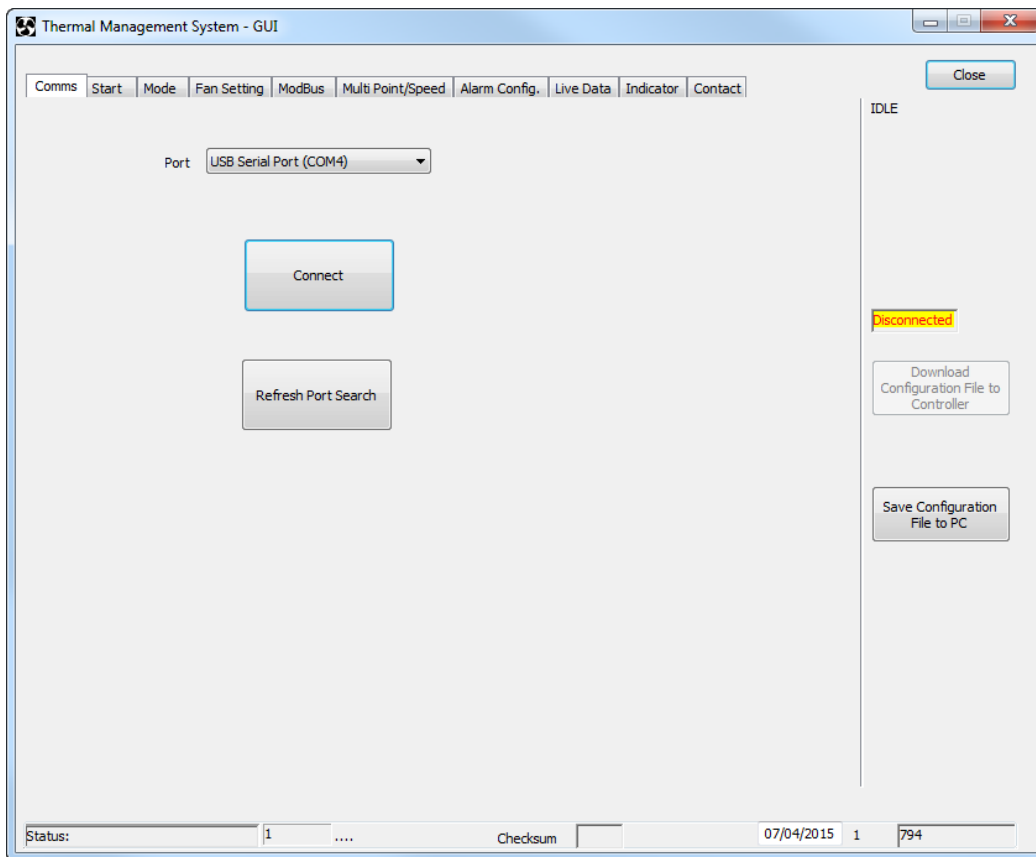 Thermal Management System - GUI
Close
Comms Start Mode Fan Setting ModBus Multi Point/Speed Alarm Config. Live Data Indicator Contact
IDLE
Port USB Serial Port (COM4)
Connect
Disconnected
Refresh Port Search
Download
Configuration File to
Controller
Save Configuration
File to PC
Status: 1 .... Checksum 07/04/2015 1 794